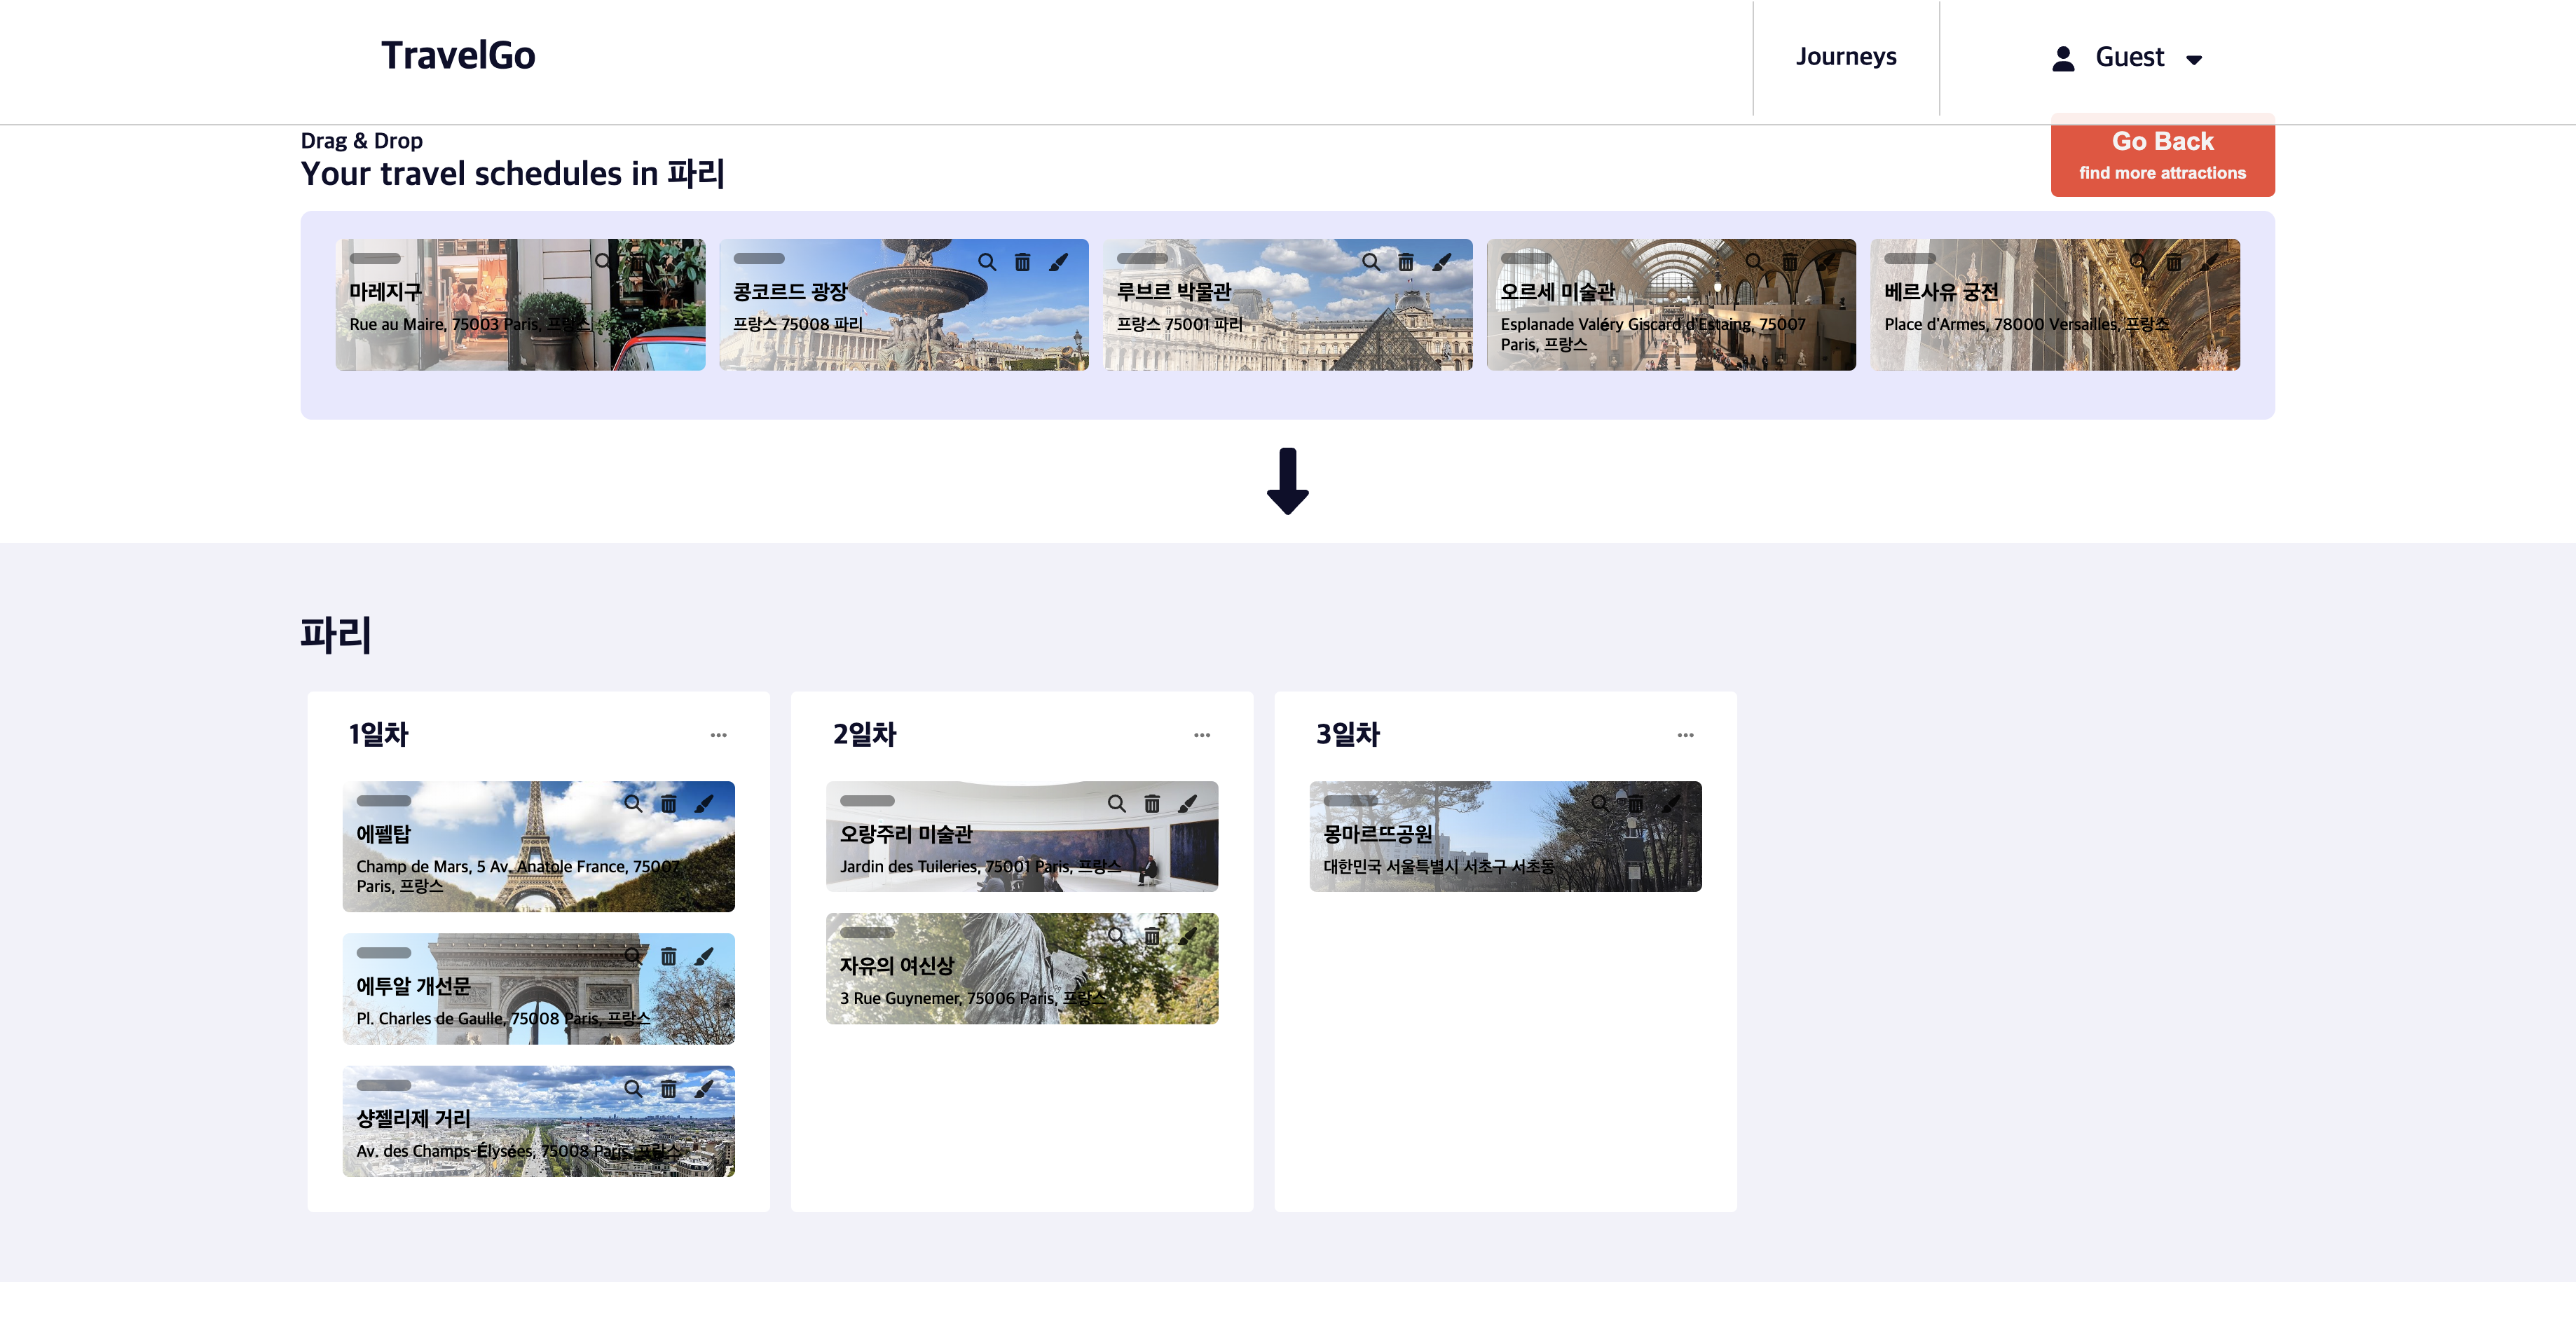 TravelGo
Journeys
Guest
Drag & Drop
Your travel schedules in 파리
Go Back
find more attractions
마레지구
Rue au Maire, 75003 Paris, 프랑스
콩코르드 광장
프랑스 75008 파리
루브르 박물관
프랑스 75001 파리
오르세 미술관
Esplanade Valéry Giscard d'Estaing, 75007
Paris, 프랑스
베르사유 궁전
Place d'Armes, 78000 Versailles, 프랑스
파리
1일차
에펠탑
Champ de Mars, 5 Av. Anatole France, 75007
Paris, 프랑스
에투알 개선문
Pl. Charles de Gaulle, 75008 Paris, 프랑스
샹젤리제 거리
Av. des Champs-Élysées, 75008 Paris, 프랑스
2일차
오랑주리 미술관
Jardin des Tuileries, 75001 Paris, 프랑스
자유의 여신상
3 Rue Guynemer, 75006 Paris, 프랑스
3일차
몽마르뜨공원
대한민국 서울특별시 서초구 서초동